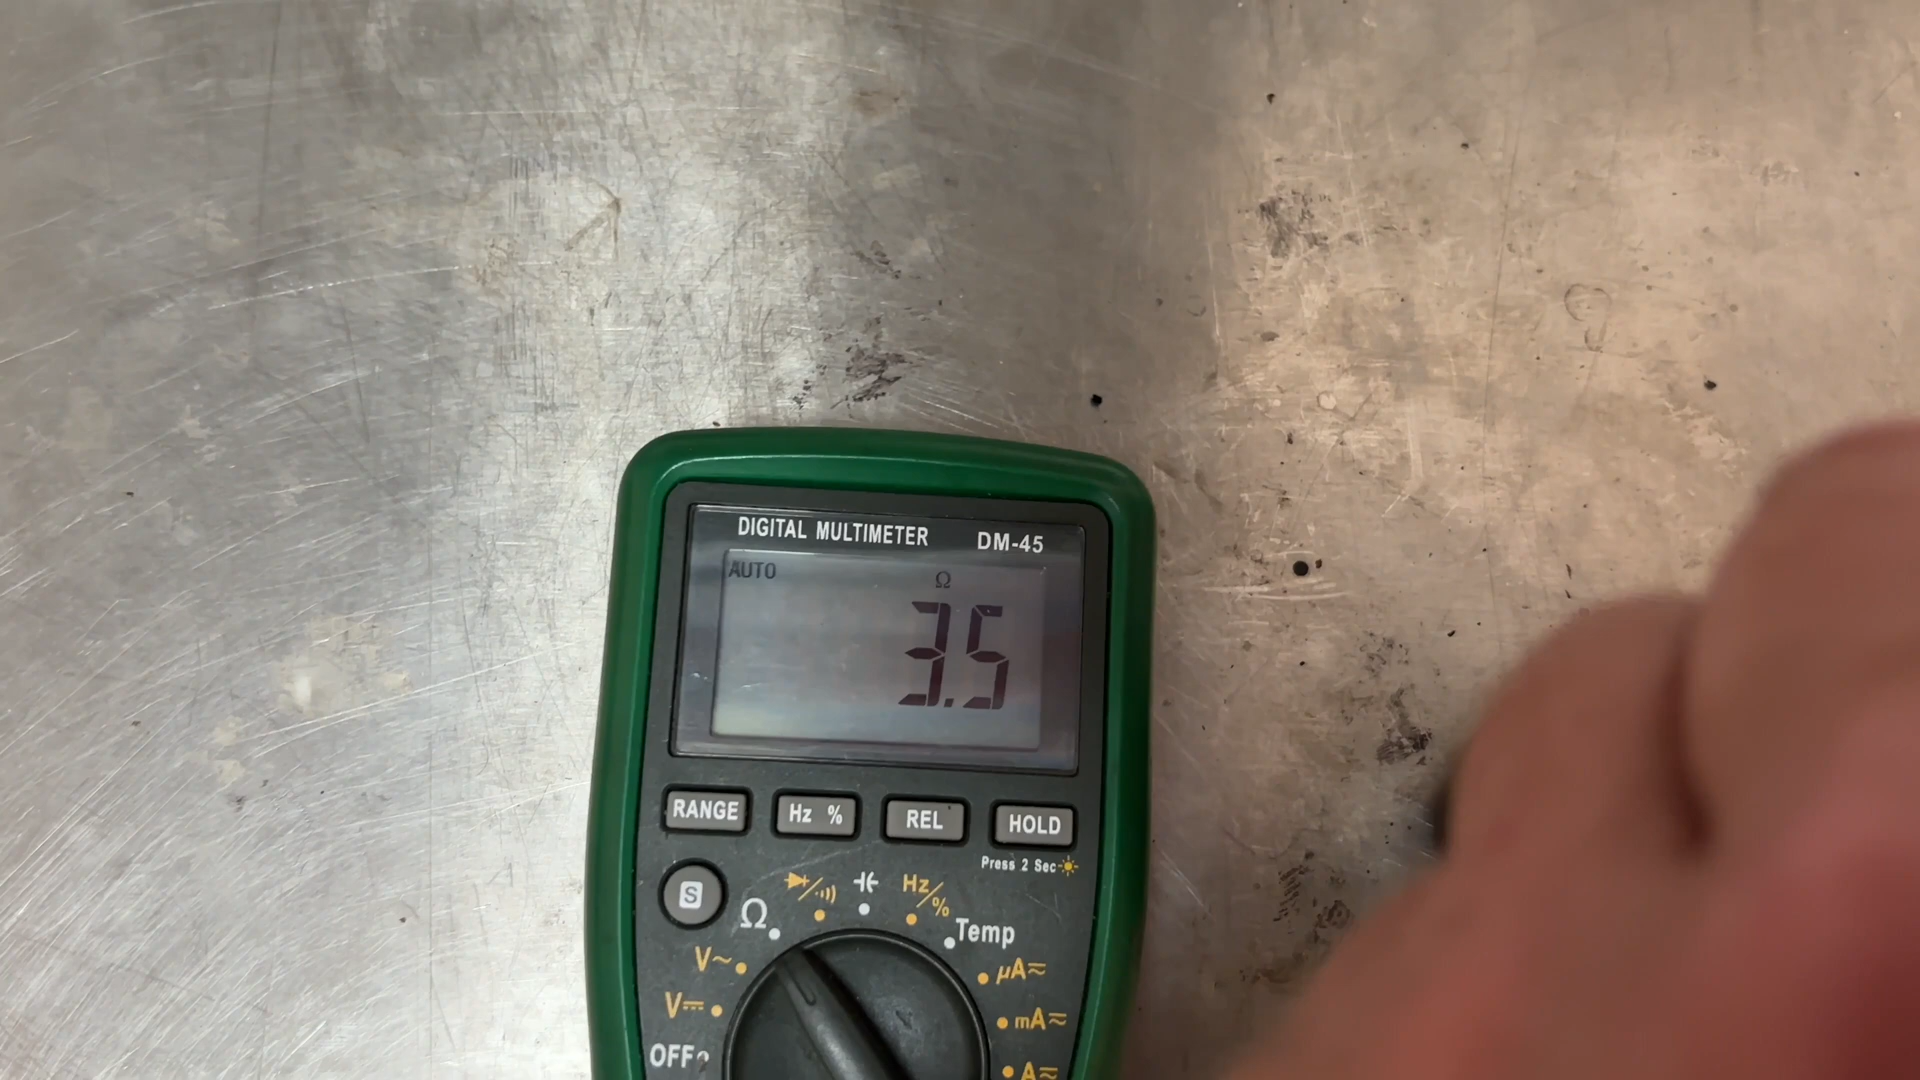 DIGITAL MULTIMETER DM-45
AUTO Ω
3.5
RANGE Hz % REL HOLD
Press 2 Sec
S Ω Hz/% Temp
V~ μA≂
V⎓ mA≂
OFF A≂